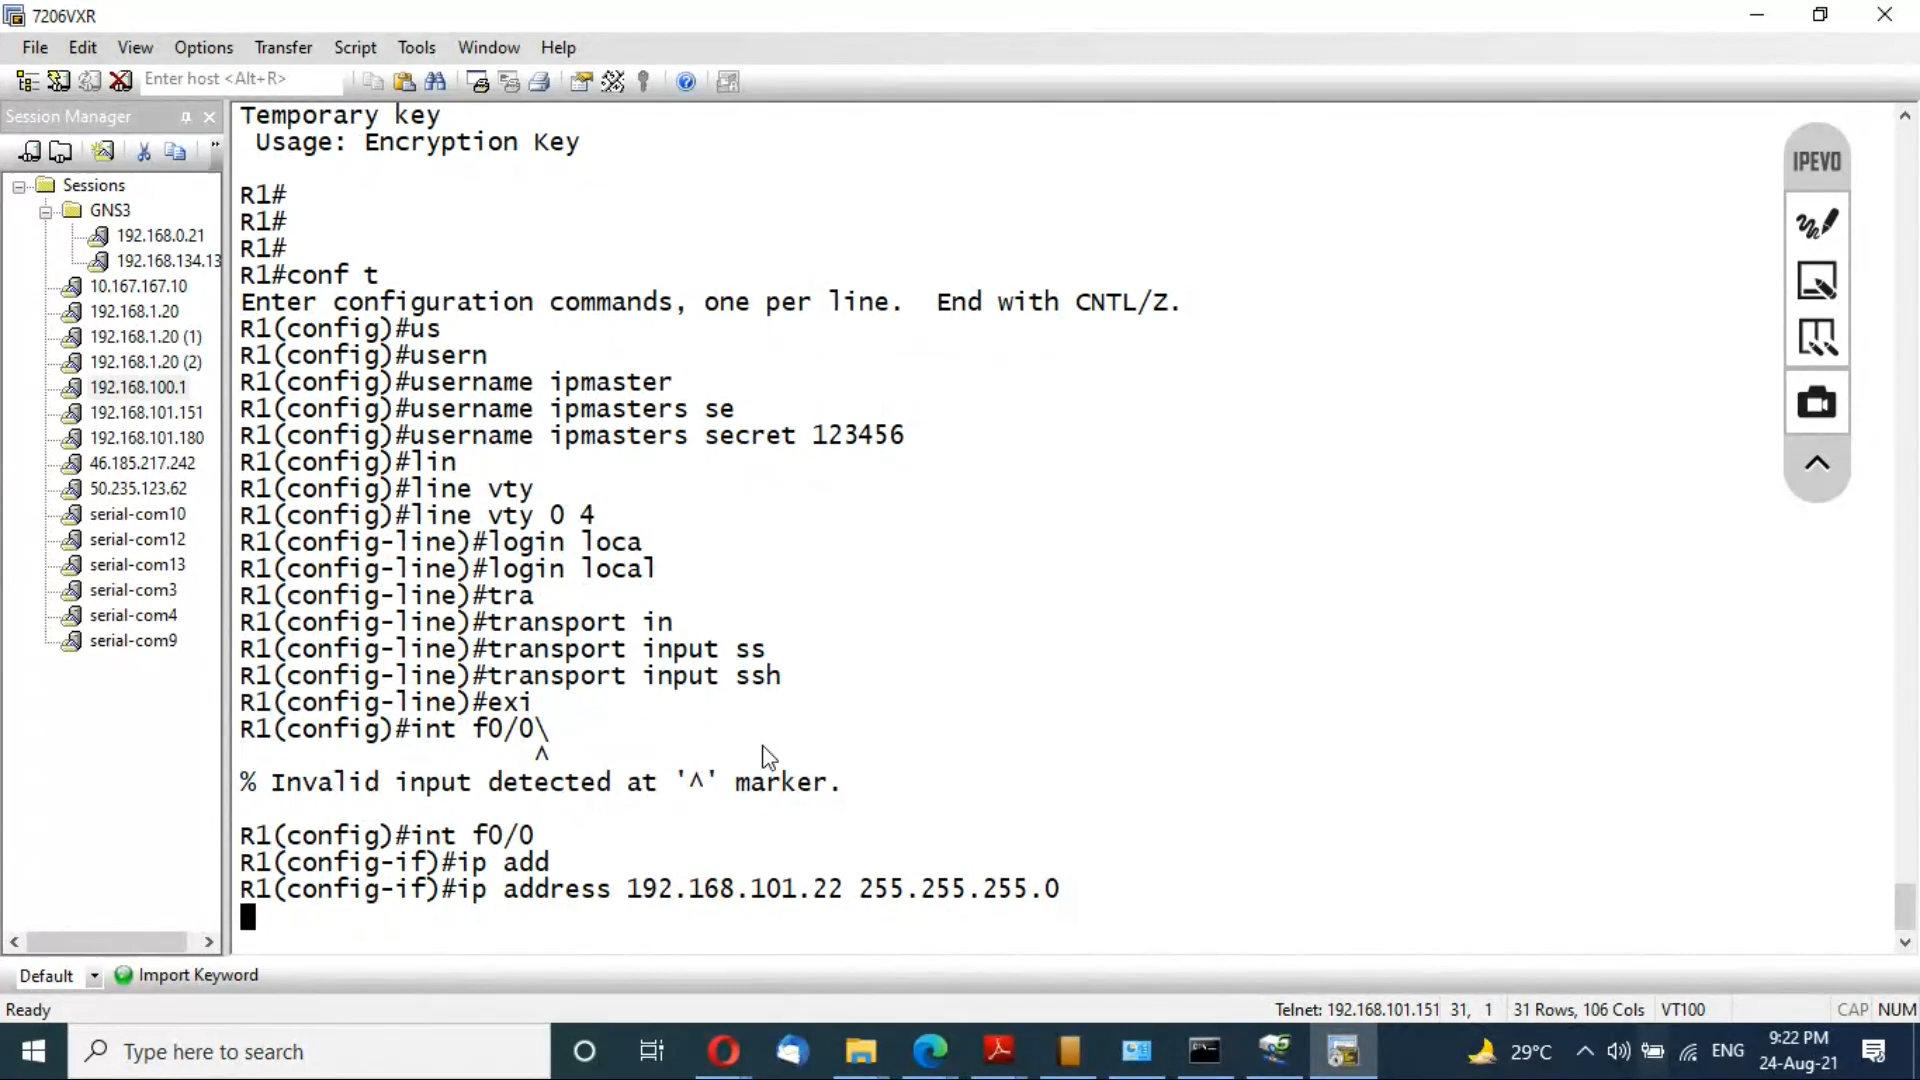 7206VXR
File Edit View Options Transfer Script Tools Window Help
Enter host <Alt+R>
Session Manager
Sessions
GNS3
192.168.0.21
192.168.134.13
10.167.167.10
192.168.1.20
192.168.1.20 (1)
192.168.1.20 (2)
192.168.100.1
192.168.101.151
192.168.101.180
46.185.217.242
50.235.123.62
serial-com10
serial-com12
serial-com13
serial-com3
serial-com4
serial-com9
Temporary key
Usage: Encryption Key
R1#
R1#
R1#
R1#conf t
Enter configuration commands, one per line.  End with CNTL/Z.
R1(config)#us
R1(config)#usern
R1(config)#username ipmaster
R1(config)#username ipmasters se
R1(config)#username ipmasters secret 123456
R1(config)#lin
R1(config)#line vty
R1(config)#line vty 0 4
R1(config-line)#login loca
R1(config-line)#login local
R1(config-line)#tra
R1(config-line)#transport in
R1(config-line)#transport input ss
R1(config-line)#transport input ssh
R1(config-line)#exi
R1(config)#int f0/0\
^
% Invalid input detected at '^' marker.
R1(config)#int f0/0
R1(config-if)#ip add
R1(config-if)#ip address 192.168.101.22 255.255.255.0
IPEVO
Default Import Keyword
Ready Telnet: 192.168.101.151 31, 1 31 Rows, 106 Cols VT100 CAP NUM
Type here to search 29°C ENG 9:22 PM
24-Aug-21